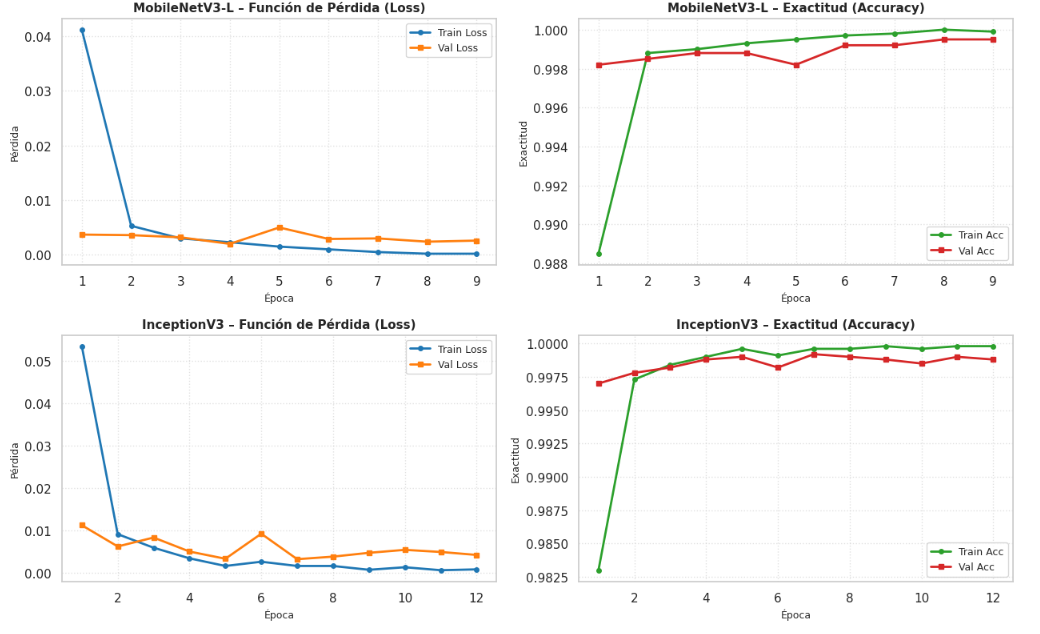 MobileNetV3-L – Función de Pérdida (Loss)
0.04
0.03
0.02
0.01
0.00
Pérdida
Train Loss
Val Loss
1 2 3 4 5 6 7 8 9
Época
MobileNetV3-L – Exactitud (Accuracy)
1.000
0.998
0.996
0.994
0.992
0.990
0.988
Exactitud
Train Acc
Val Acc
1 2 3 4 5 6 7 8 9
Época
InceptionV3 – Función de Pérdida (Loss)
0.05
0.04
0.03
0.02
0.01
0.00
Pérdida
Train Loss
Val Loss
2 4 6 8 10 12
Época
InceptionV3 – Exactitud (Accuracy)
1.0000
0.9975
0.9950
0.9925
0.9900
0.9875
0.9850
0.9825
Exactitud
Train Acc
Val Acc
2 4 6 8 10 12
Época